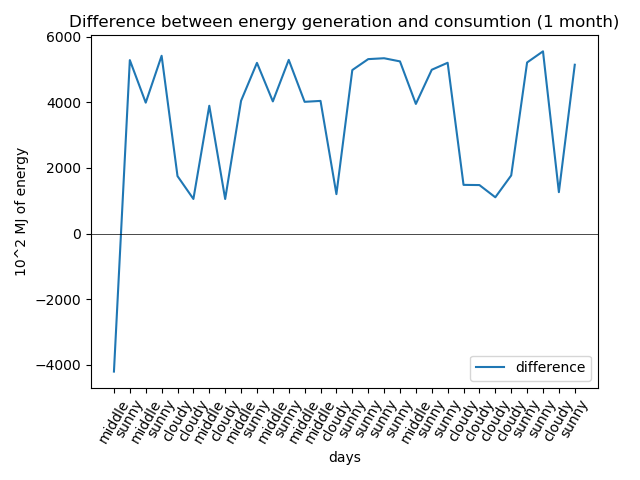 Difference between energy generation and consumtion (1 month)
6000
4000
2000
0
−2000
−4000
10^2 MJ of energy
difference
middle
sunny
middle
sunny
cloudy
cloudy
middle
cloudy
middle
sunny
middle
sunny
middle
middle
cloudy
sunny
sunny
sunny
sunny
middle
sunny
sunny
cloudy
cloudy
cloudy
cloudy
sunny
sunny
cloudy
sunny
days